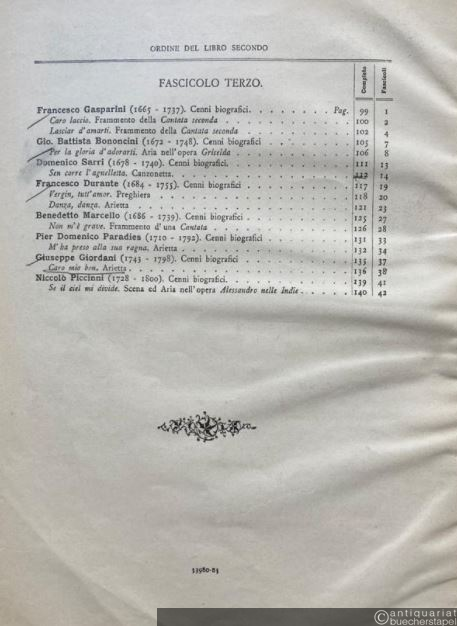 ORDINE DEL LIBRO SECONDO
FASCICOLO TERZO.
Completo
Fascicoli
Francesco Gasparini (1665 - 1737). Cenni biografici. . . . . . . . Pag. 99 1
Caro laccio. Frammento della Cantata seconda . . . . . . . . . . 100 2
Lasciar d'amarti. Frammento della Cantata seconda . . . . . . . . 102 4
Gio. Battista Bononcini (1672 - 1748). Cenni biografici . . . . . . . 105 7
Per la gloria d'adorarvi. Aria nell'opera Griselda . . . . . . . . . 106 8
Domenico Sarri (1678 - 1740). Cenni biografici. . . . . . . . . . 111 13
Sen corre l'agnelletta. Canzonetta. . . . . . . . . . . . . 112 14
Francesco Durante (1684 - 1755). Cenni biografici . . . . . . . . 117 19
Vergin, tutt'amor. Preghiera . . . . . . . . . . . . . . 118 20
Danza, danza. Arietta . . . . . . . . . . . . . . . 121 23
Benedetto Marcello (1686 - 1739). Cenni biografici . . . . . . . . 125 27
Non m'è grave. Frammento d'una Cantata . . . . . . . . . . 126 28
Pier Domenico Paradies (1710 - 1792). Cenni biografici . . . . . . . 131 33
M'ha preso alla sua ragna. Arietta . . . . . . . . . . . . 132 34
Giuseppe Giordani (1743 - 1798). Cenni biografici . . . . . . . . 135 37
Caro mio ben. Arietta. . . . . . . . . . . . . . . . 136 38
Niccolò Piccinni (1728 - 1800). Cenni biografici. . . . . . . . . 139 41
Se il ciel mi divide. Scena ed Aria nell'opera Alessandro nelle Indie . . . . . 140 42
53980-83
©antiquariat
buecherstapel